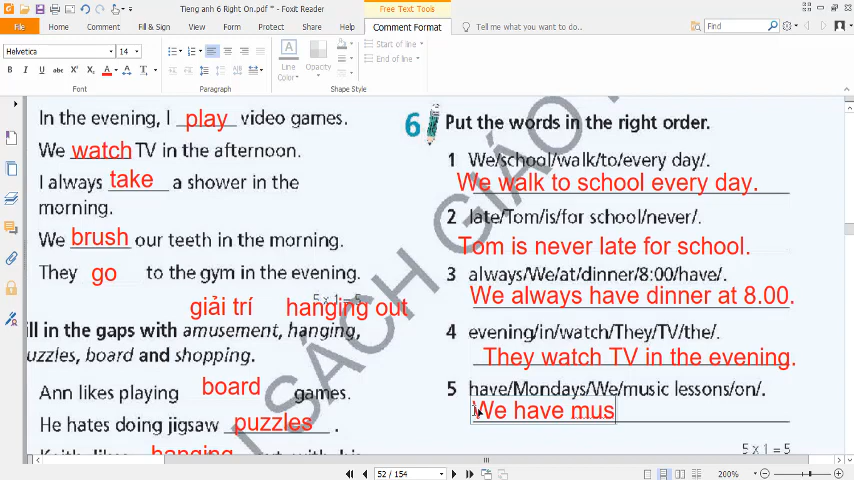 Tieng anh 6 Right On.pdf * - Foxit Reader
Free Text Tools
File
Home
Comment
Fill & Sign
View
Form
Protect
Share
Help
Comment Format
Tell me what you want to do...
Find
Helvetica
14
Line Color
Opacity
Start of line
End of line
Font
Paragraph
Shape Style
In the evening, I play video games.
We watch TV in the afternoon.
I always take a shower in the
morning.
We brush our teeth in the morning.
They go to the gym in the evening.
5 x 1 = 5
giải trí hanging out
ill in the gaps with amusement, hanging,
uzzles, board and shopping.
Ann likes playing board games.
He hates doing jigsaw puzzles .
6 Put the words in the right order.
1 We/school/walk/to/every day/.
We walk to school every day.
2 late/Tom/is/for school/never/.
Tom is never late for school.
3 always/We/at/dinner/8:00/have/.
We always have dinner at 8.00.
4 evening/in/watch/They/TV/the/.
They watch TV in the evening.
5 have/Mondays/We/music lessons/on/.
We have mus
5 x 1 = 5
SÁCH GIÁO
52 / 154
200%